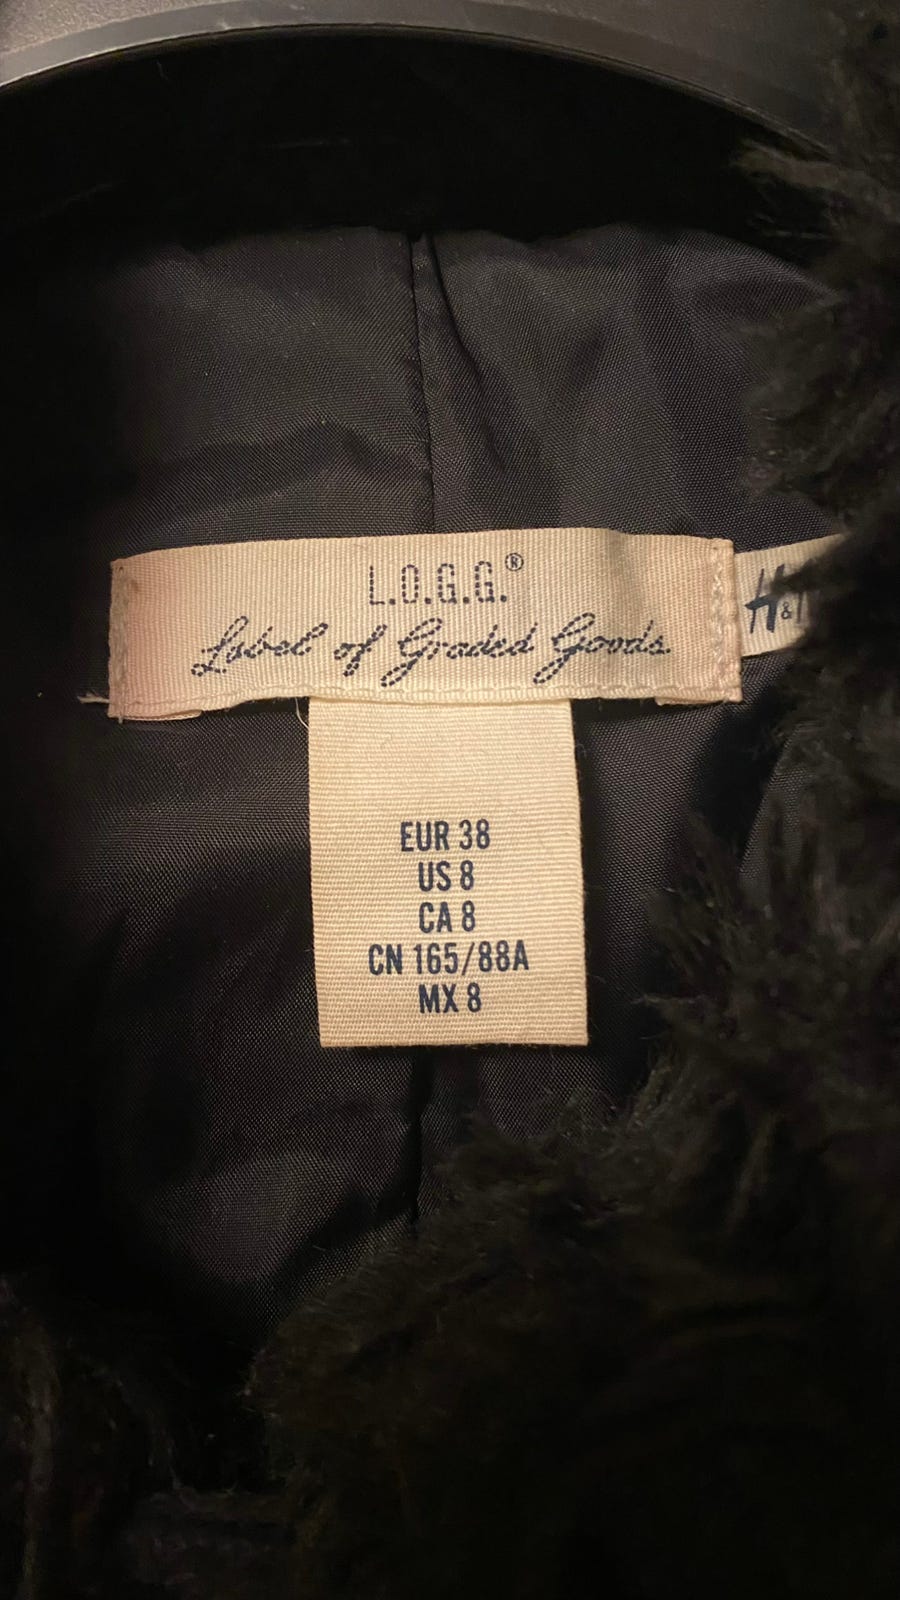 L.O.G.G.®
Label of Graded Goods
H&
EUR 38
US 8
CA 8
CN 165/88A
MX 8